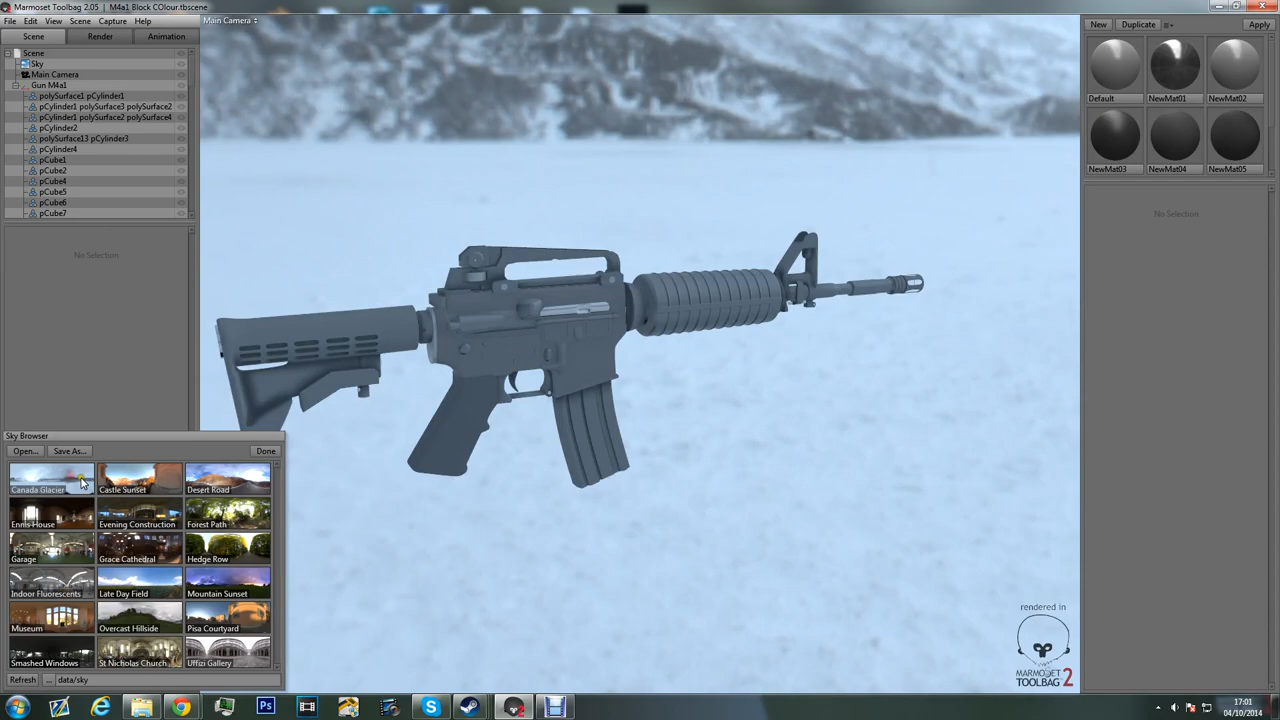 Marmoset Toolbag 2.05 | M4a1 Block COlour.tbscene
File Edit View Scene Capture Help
Main Camera
Scene Render Animation
Scene
Sky
Main Camera
Gun M4a1
polySurface1 pCylinder1
pCylinder1 polySurface3 polySurface2
pCylinder1 polySurface2 polySurface4
pCylinder2
polySurface13 pCylinder3
pCylinder4
pCube1
pCube2
pCube4
pCube5
pCube6
pCube7
No Selection
Sky Browser
Open... Save As... Done
Canada Glacier Castle Sunset Desert Road
Ennis House Evening Construction Forest Path
Garage Grace Cathedral Hedge Row
Indoor Fluorescents Late Day Field Mountain Sunset
Museum Overcast Hillside Pisa Courtyard
Smashed Windows St Nicholas Church Uffizi Gallery
Refresh ... data/sky
New Duplicate Apply
Default NewMat01 NewMat02
NewMat03 NewMat04 NewMat05
No Selection
rendered in
MARMOSET
TOOLBAG 2
Ps
17:01
04/10/2014